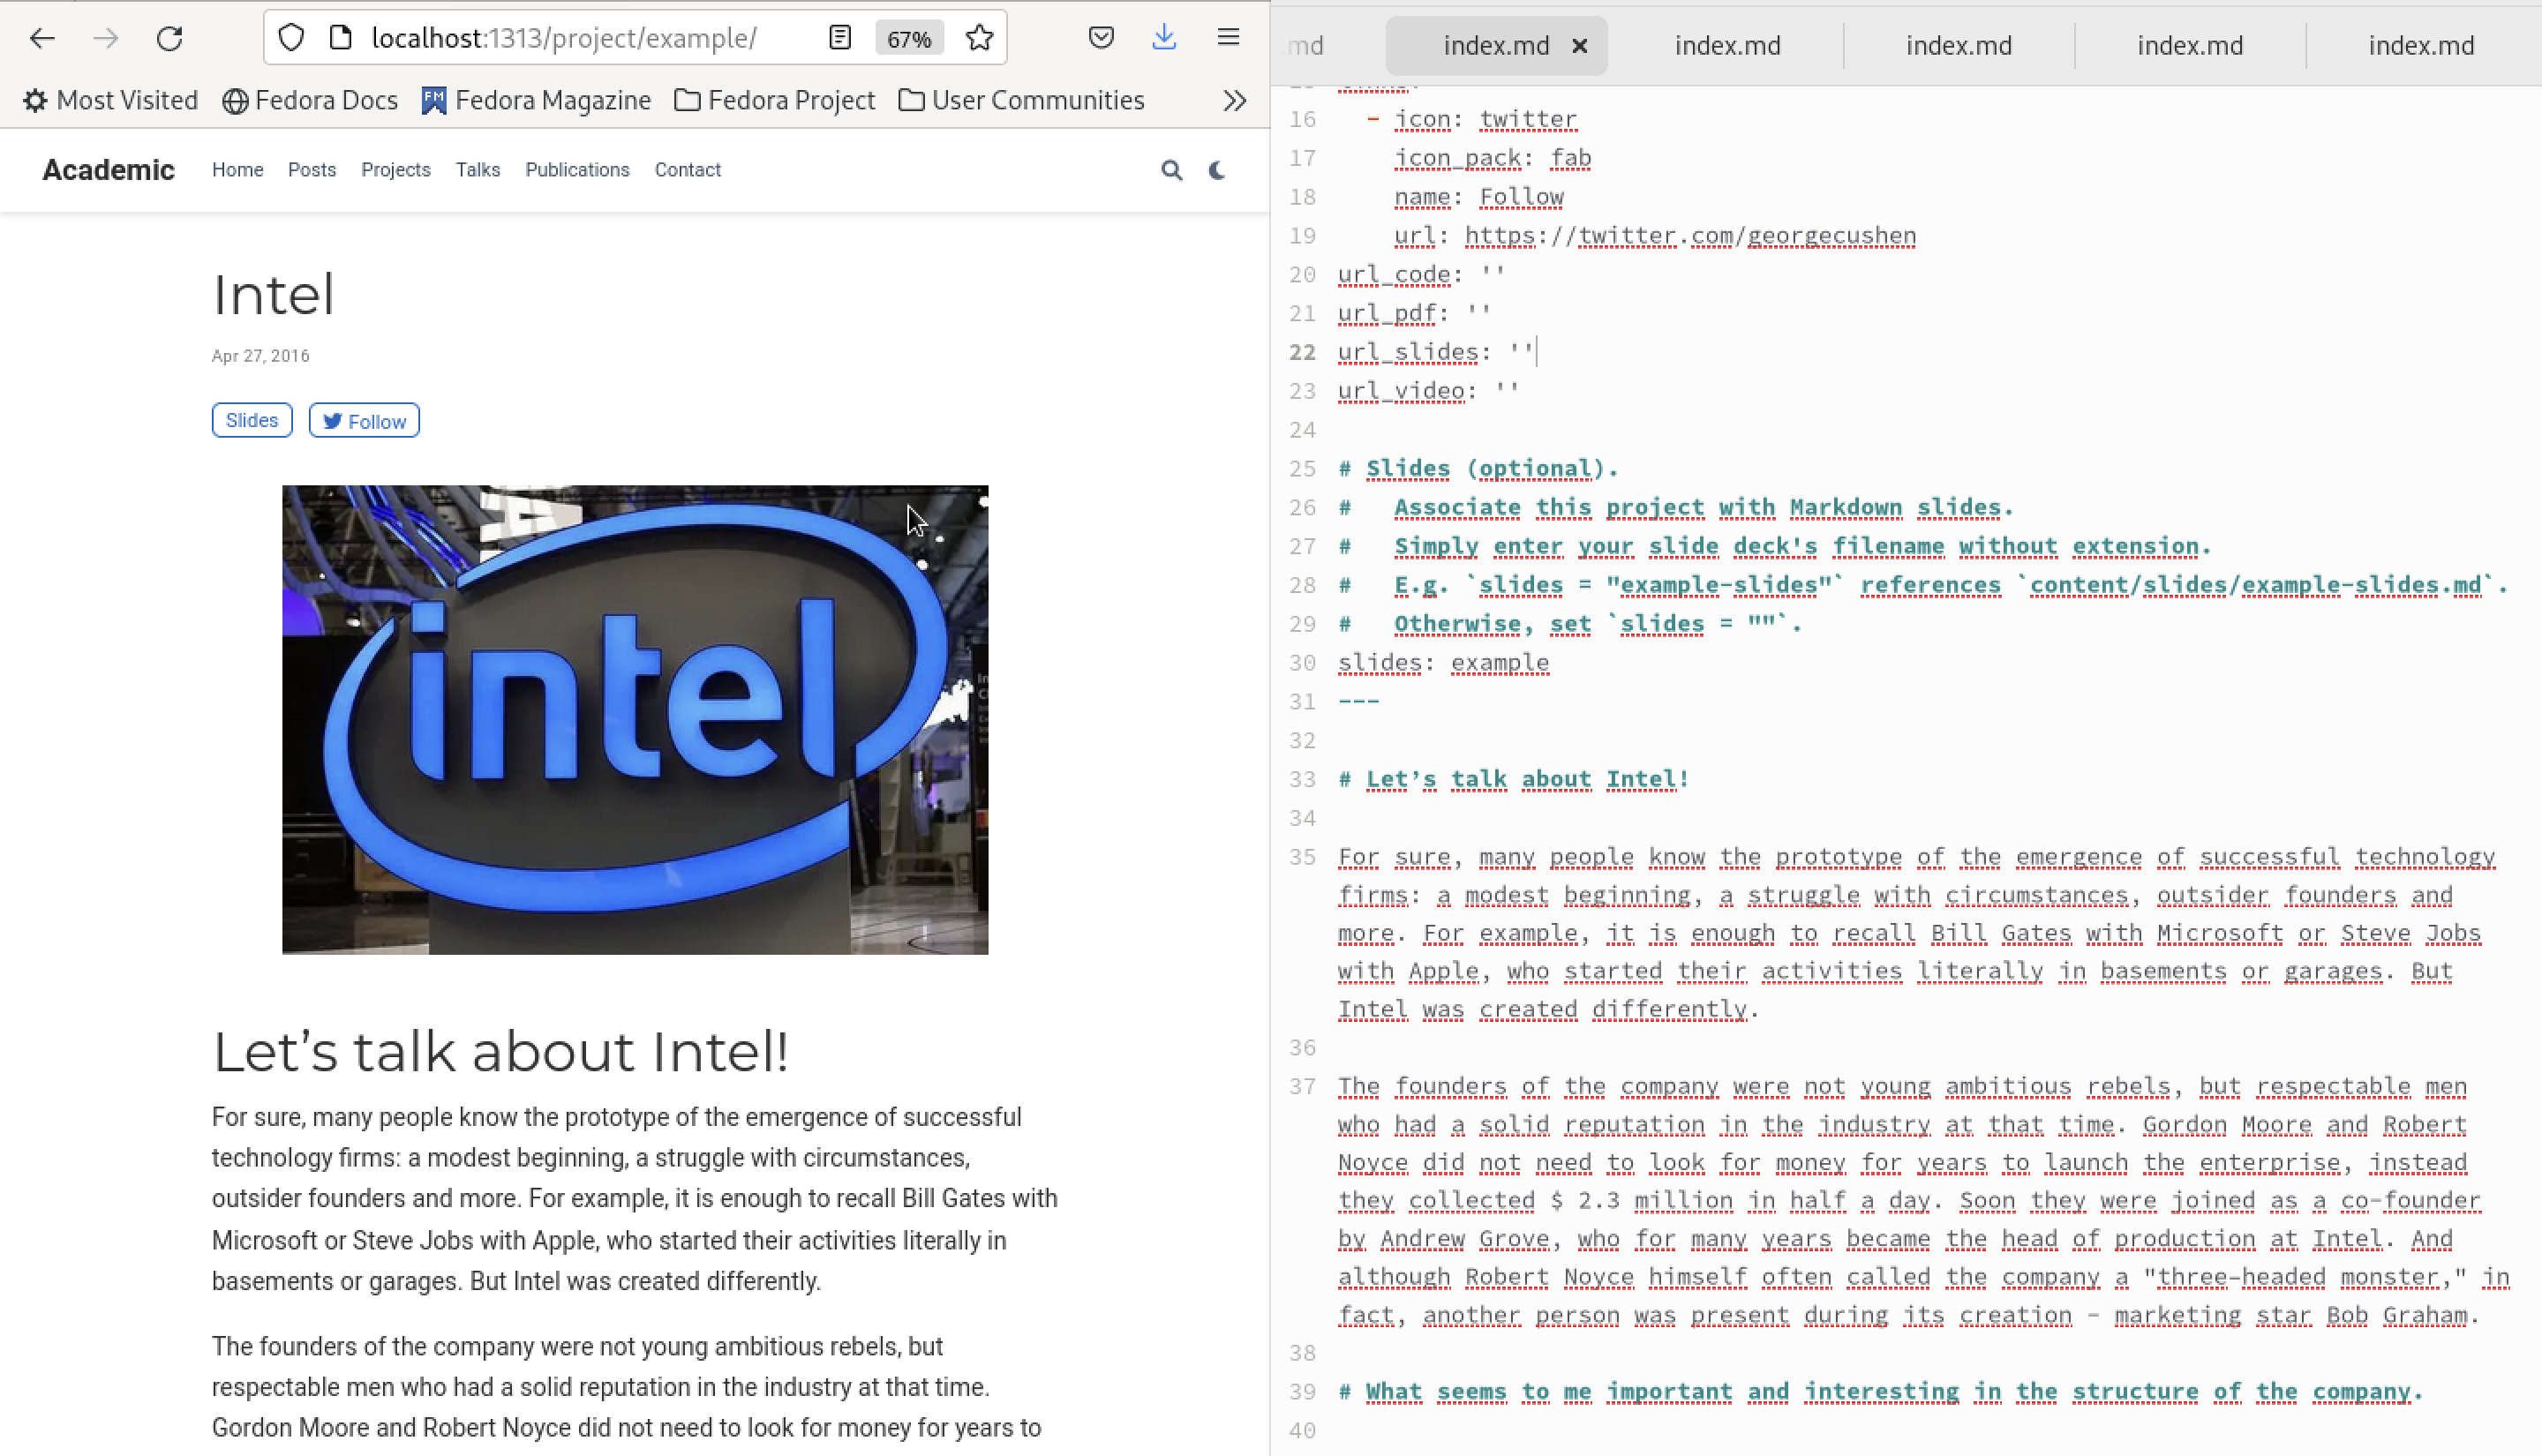 localhost:1313/project/example/
67%
Most Visited
Fedora Docs
FM
Fedora Magazine
Fedora Project
User Communities
Academic
Home
Posts
Projects
Talks
Publications
Contact
Intel
Apr 27, 2016
Slides
Follow
intel
Let’s talk about Intel!
For sure, many people know the prototype of the emergence of successful
technology firms: a modest beginning, a struggle with circumstances,
outsider founders and more. For example, it is enough to recall Bill Gates with
Microsoft or Steve Jobs with Apple, who started their activities literally in
basements or garages. But Intel was created differently.
The founders of the company were not young ambitious rebels, but
respectable men who had a solid reputation in the industry at that time.
Gordon Moore and Robert Noyce did not need to look for money for years to
md
index.md
index.md
index.md
index.md
index.md
16 - icon: twitter
17 icon_pack: fab
18 name: Follow
19 url: https://twitter.com/georgecushen
20 url_code: ''
21 url_pdf: ''
22 url_slides: ''
23 url_video: ''
24
25 # Slides (optional).
26 # Associate this project with Markdown slides.
27 # Simply enter your slide deck's filename without extension.
28 # E.g. `slides = "example-slides"` references `content/slides/example-slides.md`.
29 # Otherwise, set `slides = ""`.
30 slides: example
31 ---
32
33 # Let’s talk about Intel!
34
35 For sure, many people know the prototype of the emergence of successful technology
firms: a modest beginning, a struggle with circumstances, outsider founders and
more. For example, it is enough to recall Bill Gates with Microsoft or Steve Jobs
with Apple, who started their activities literally in basements or garages. But
Intel was created differently.
36
37 The founders of the company were not young ambitious rebels, but respectable men
who had a solid reputation in the industry at that time. Gordon Moore and Robert
Noyce did not need to look for money for years to launch the enterprise, instead
they collected $ 2.3 million in half a day. Soon they were joined as a co-founder
by Andrew Grove, who for many years became the head of production at Intel. And
although Robert Noyce himself often called the company a "three-headed monster," in
fact, another person was present during its creation – marketing star Bob Graham.
38
39 # What seems to me important and interesting in the structure of the company.
40